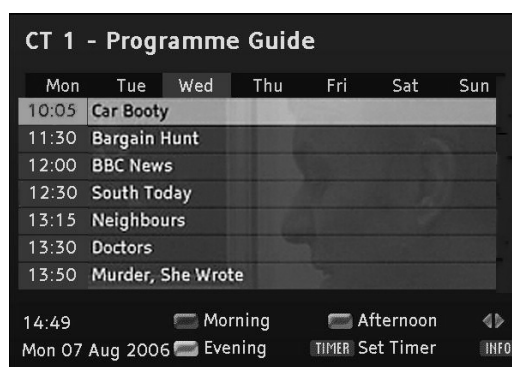 CT 1 - Programme Guide
Mon Tue Wed Thu Fri Sat Sun
10:05 Car Booty
11:30 Bargain Hunt
12:00 BBC News
12:30 South Today
13:15 Neighbours
13:30 Doctors
13:50 Murder, She Wrote
14:49 Morning Afternoon
Mon 07 Aug 2006 Evening TIMER Set Timer INFO